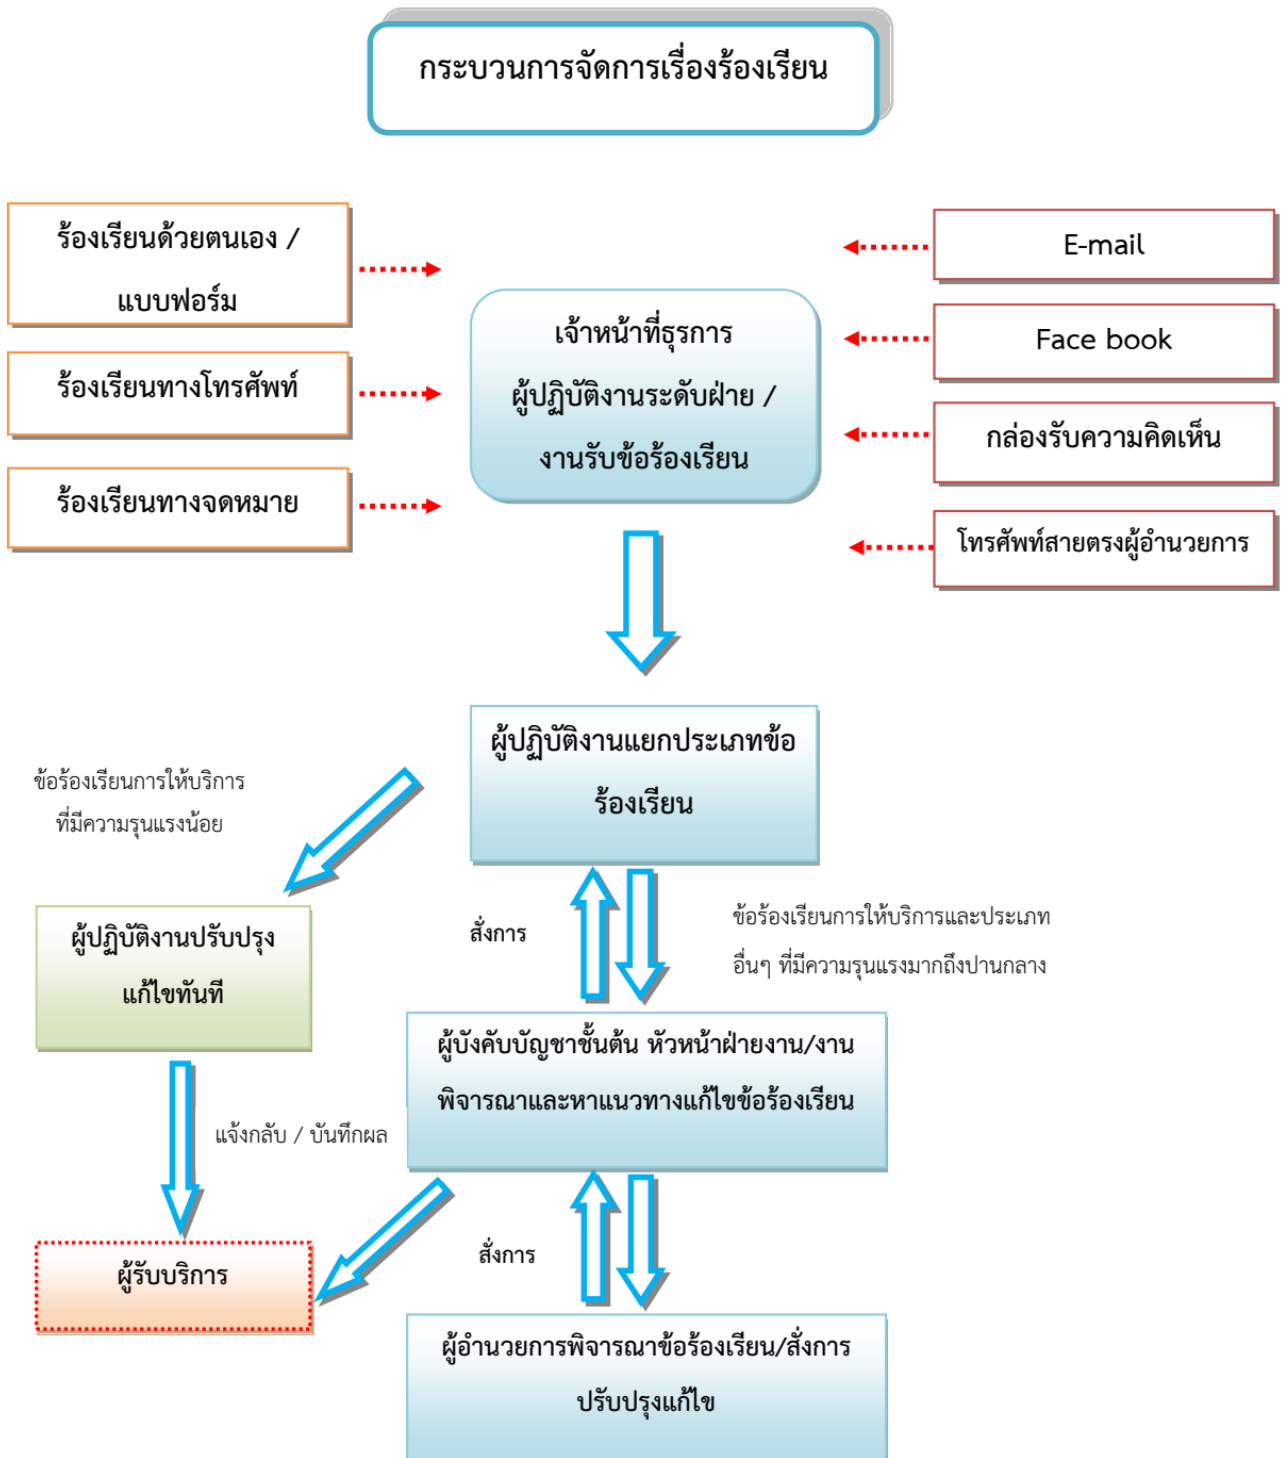 กระบวนการจัดการเรื่องร้องเรียน
ร้องเรียนด้วยตนเอง /
แบบฟอร์ม
ร้องเรียนทางโทรศัพท์
ร้องเรียนทางจดหมาย
เจ้าหน้าที่ธุรการ
ผู้ปฏิบัติงานระดับฝ่าย /
งานรับข้อร้องเรียน
E-mail
Face book
กล่องรับความคิดเห็น
โทรศัพท์สายตรงผู้อำนวยการ
ผู้ปฏิบัติงานแยกประเภทข้อ
ร้องเรียน
ข้อร้องเรียนการให้บริการ
ที่มีความรุนแรงน้อย
ผู้ปฏิบัติงานปรับปรุง
แก้ไขทันที
สั่งการ
ข้อร้องเรียนการให้บริการและประเภท
อื่นๆ ที่มีความรุนแรงมากถึงปานกลาง
ผู้บังคับบัญชาชั้นต้น หัวหน้าฝ่ายงาน/งาน
พิจารณาและหาแนวทางแก้ไขข้อร้องเรียน
แจ้งกลับ / บันทึกผล
ผู้รับบริการ
สั่งการ
ผู้อำนวยการพิจารณาข้อร้องเรียน/สั่งการ
ปรับปรุงแก้ไข